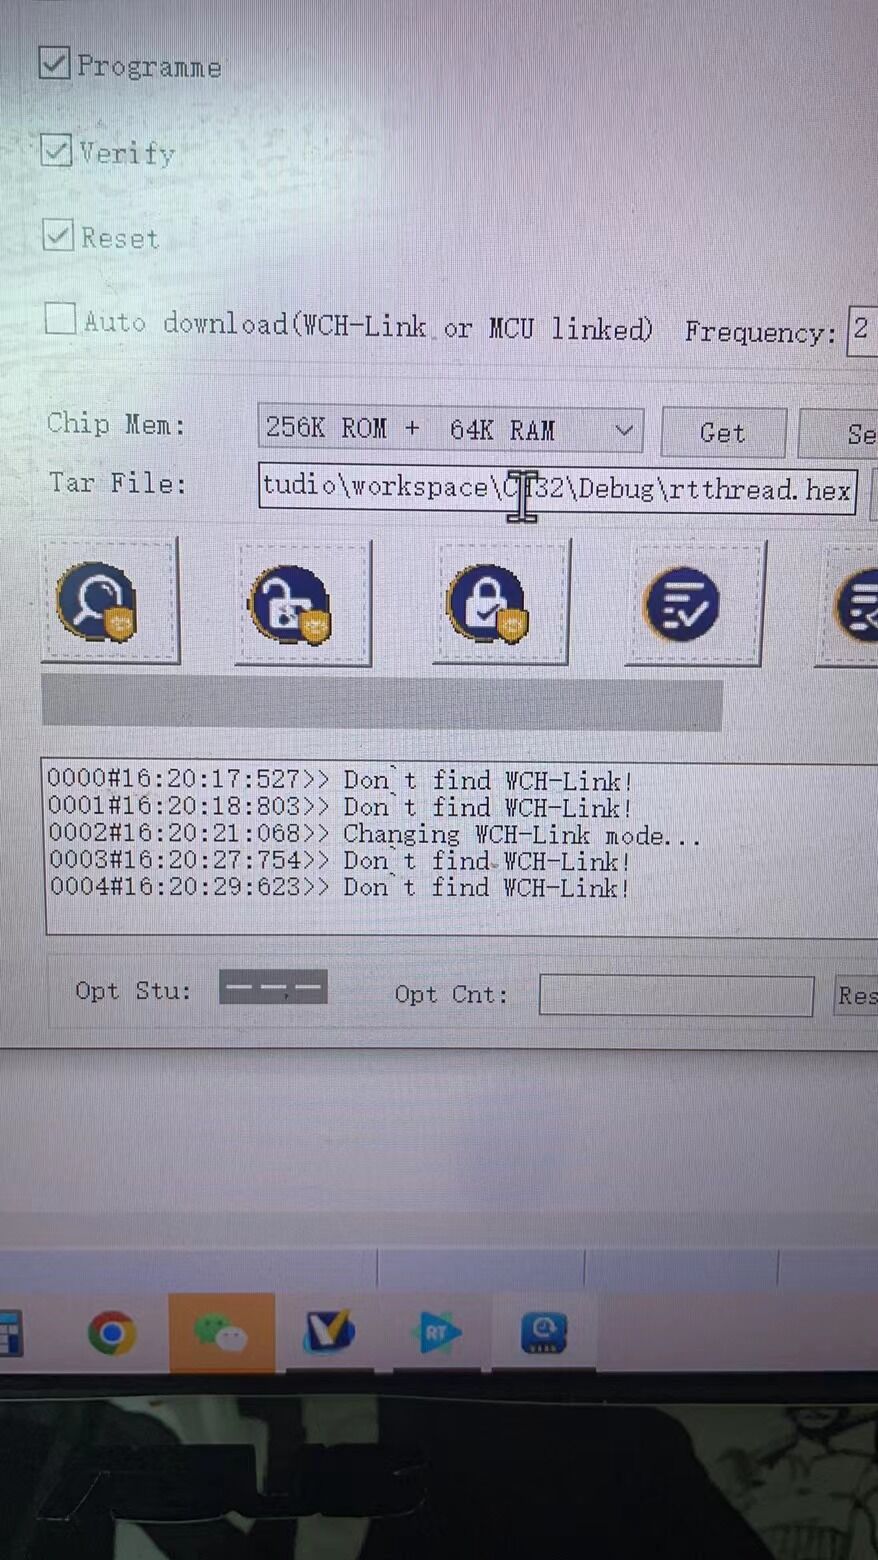 Programme
Verify
Reset
Auto download(WCH-Link or MCU linked) Frequency: 2
Chip Mem: 256K ROM + 64K RAM Get Se
Tar File: tudio\workspace\CH32\Debug\rtthread.hex
0000#16:20:17:527>> Don`t find WCH-Link!
0001#16:20:18:803>> Don`t find WCH-Link!
0002#16:20:21:068>> Changing WCH-Link mode...
0003#16:20:27:754>> Don`t find WCH-Link!
0004#16:20:29:623>> Don`t find WCH-Link!
Opt Stu: Opt Cnt: Res
RT